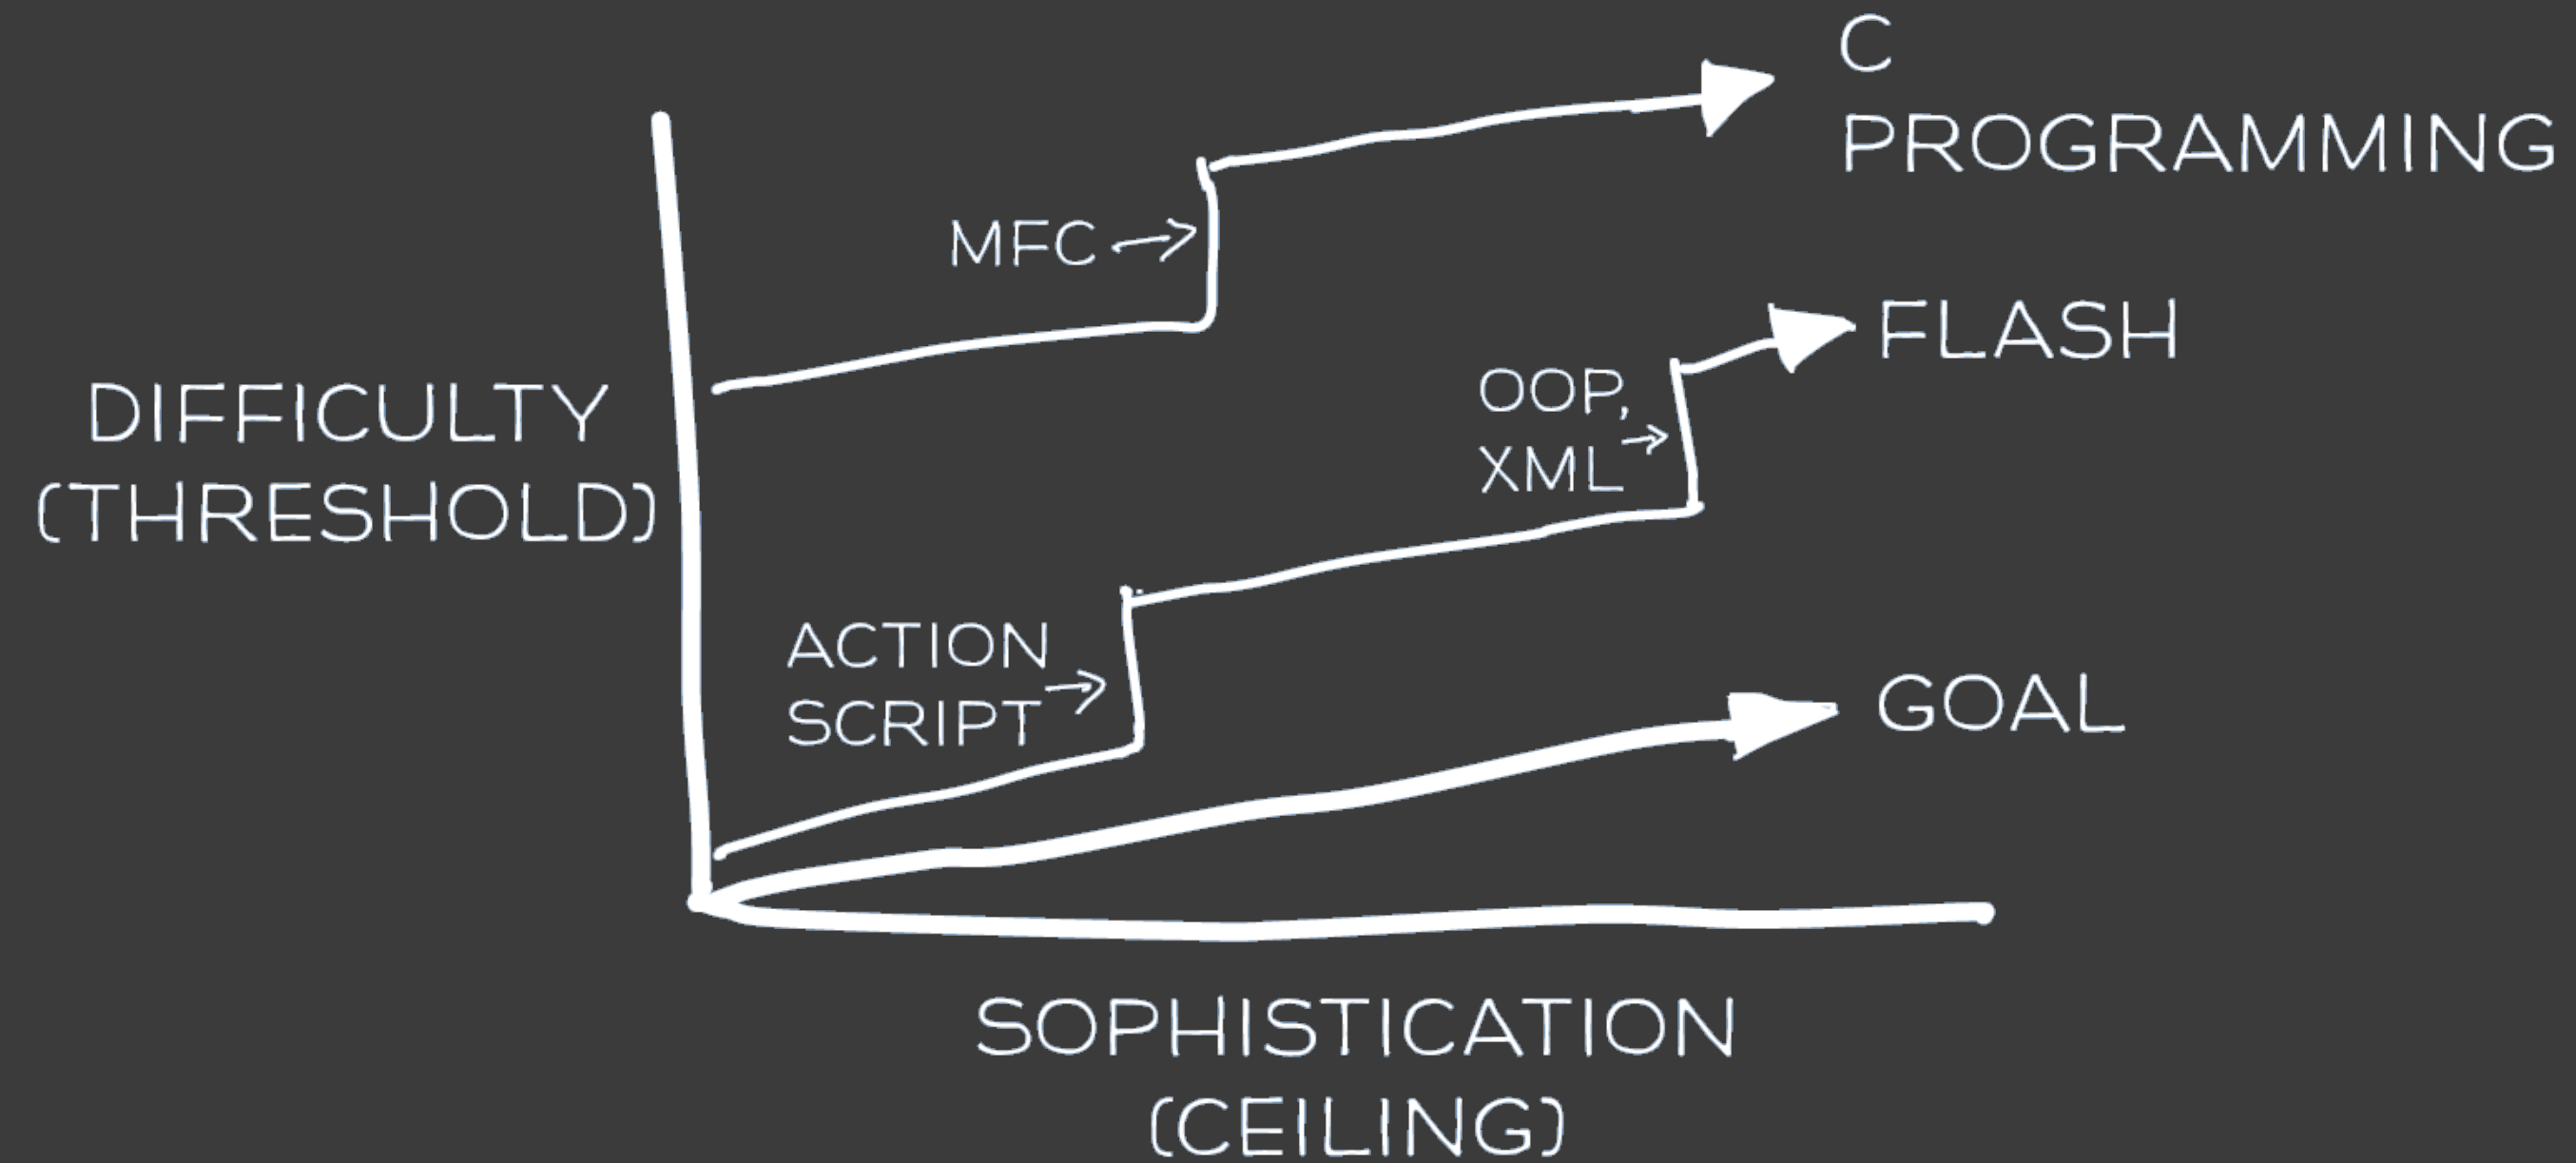 C
PROGRAMMING
MFC
FLASH
OOP,
XML
DIFFICULTY
(THRESHOLD)
ACTION
SCRIPT
GOAL
SOPHISTICATION
(CEILING)